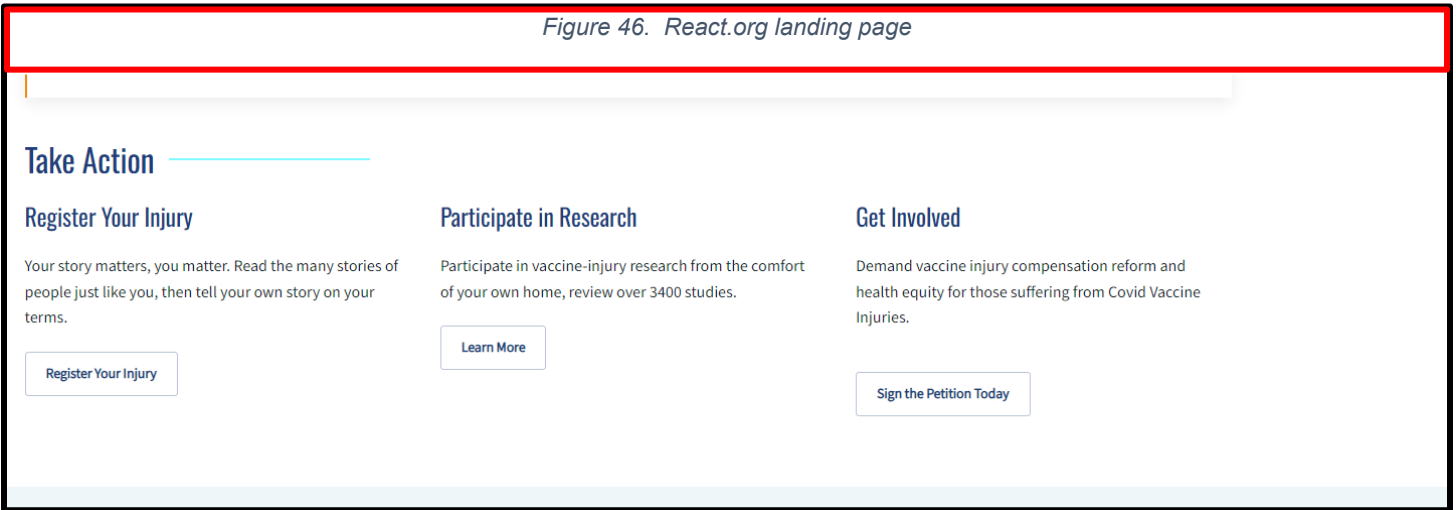 Figure 46. React.org landing page
Take Action
Register Your Injury
Your story matters, you matter. Read the many stories of
people just like you, then tell your own story on your
terms.
Register Your Injury
Participate in Research
Participate in vaccine-injury research from the comfort
of your own home, review over 3400 studies.
Learn More
Get Involved
Demand vaccine injury compensation reform and
health equity for those suffering from Covid Vaccine
Injuries.
Sign the Petition Today